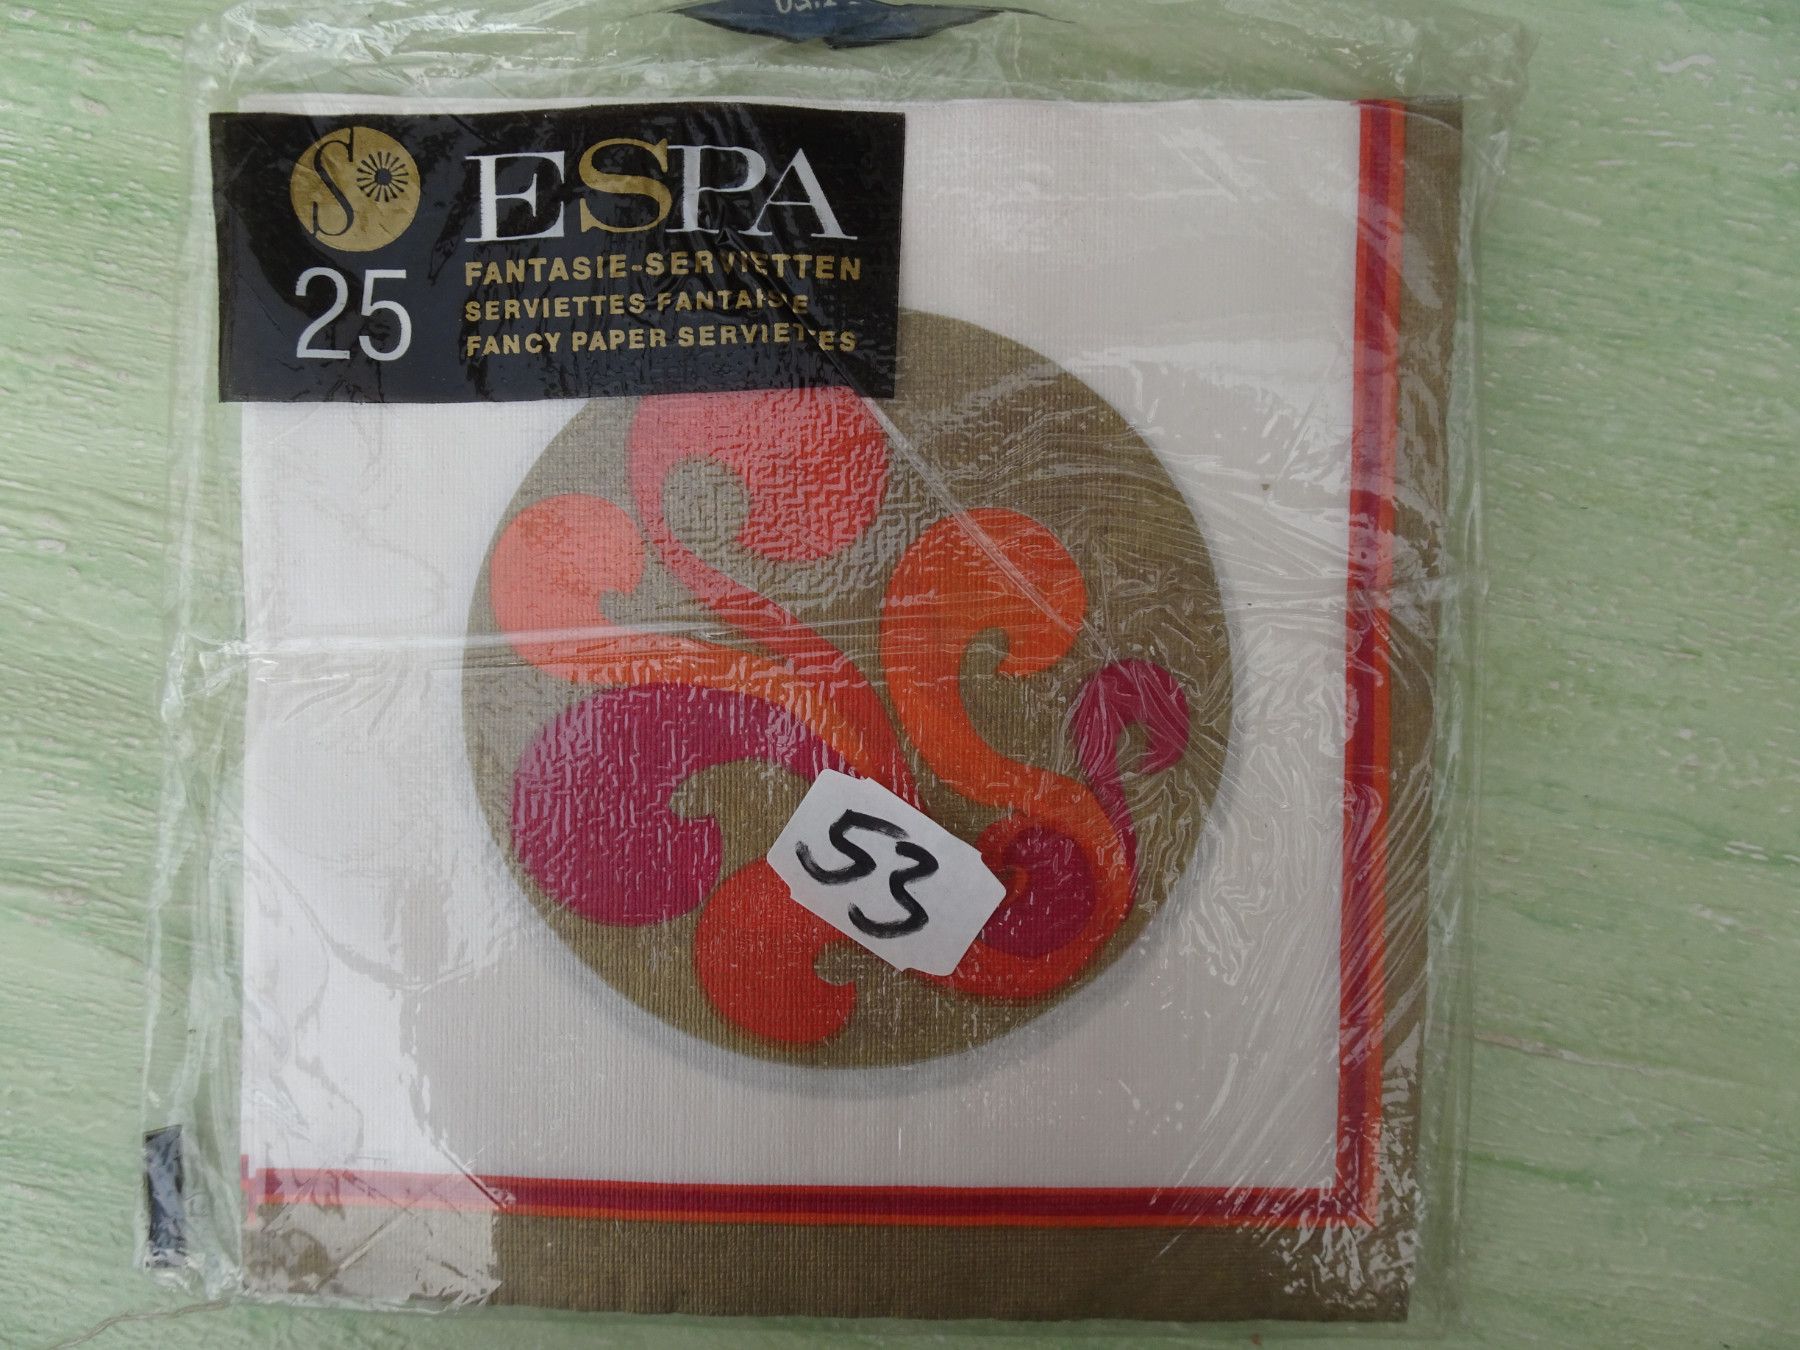 S
ESPA
25
FANTASIE-SERVIETTEN
SERVIETTES FANTAISIE
FANCY PAPER SERVIETTES
53